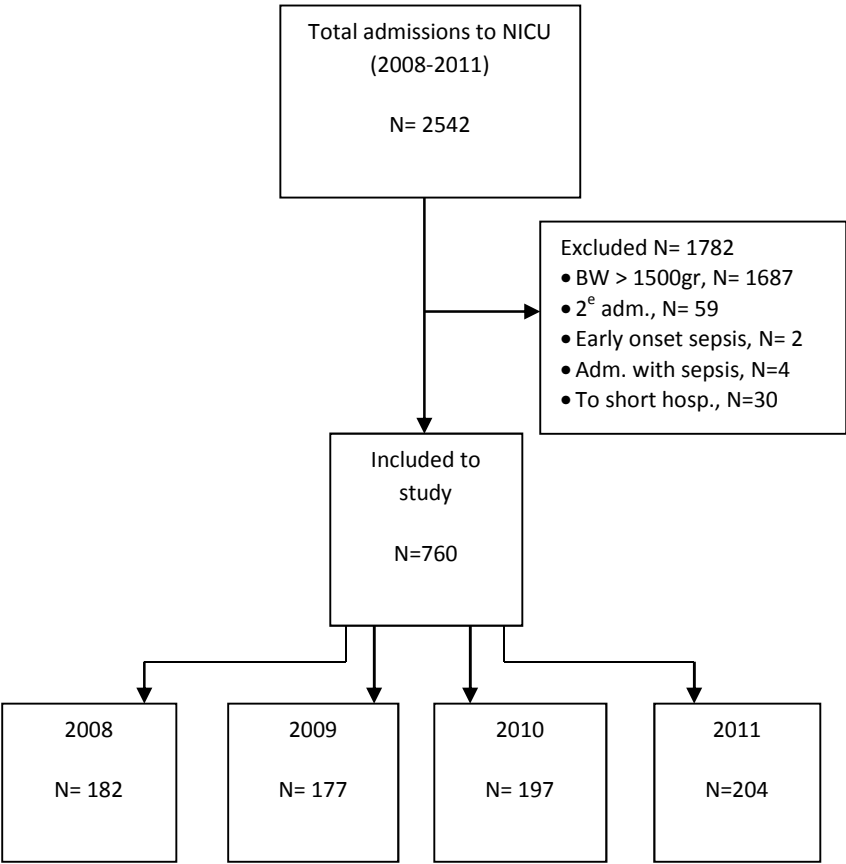 Total admissions to NICU
(2008-2011)
N= 2542
Excluded N= 1782
• BW > 1500gr, N= 1687
• 2e adm., N= 59
• Early onset sepsis, N= 2
• Adm. with sepsis, N=4
• To short hosp., N=30
Included to
study
N=760
2008
N= 182
2009
N= 177
2010
N= 197
2011
N=204